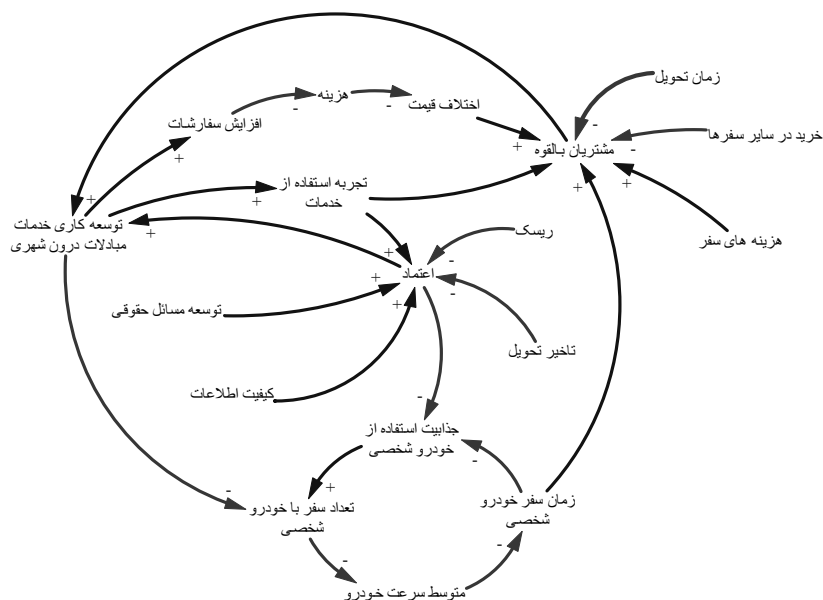 زمان تحویل
هزینه
اختلاف قیمت
افزایش سفارشات
خرید در سایر سفرها
مشتریان بالقوه
تجربه استفاده از
خدمات
توسعه کاری خدمات
مبادلات درون شهری
ریسک
هزینه های سفر
اعتماد
توسعه مسائل حقوقی
تاخیر تحویل
کیفیت اطلاعات
جذابیت استفاده از
خودرو شخصی
زمان سفر خودرو
شخصی
تعداد سفر با خودرو
شخصی
متوسط سرعت خودرو